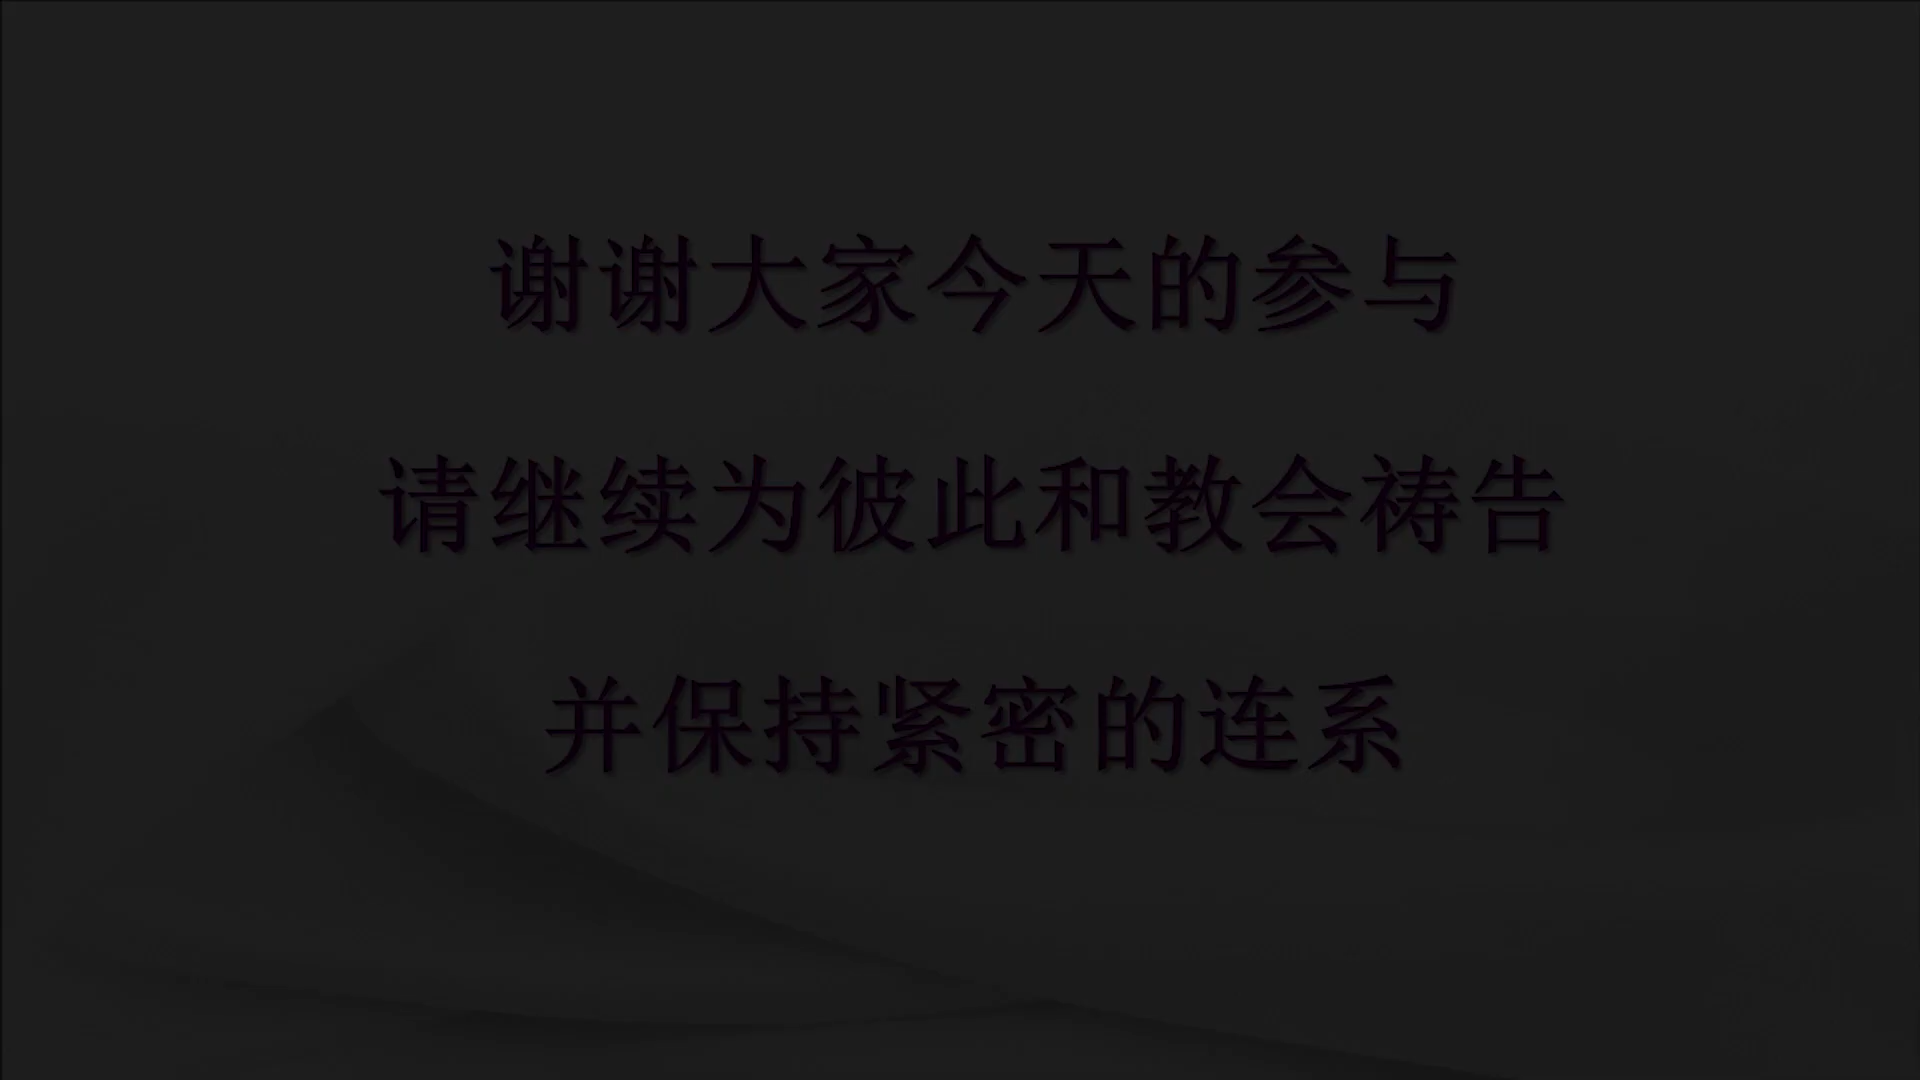 谢谢大家今天的参与
请继续为彼此和教会祷告
并保持紧密的连系